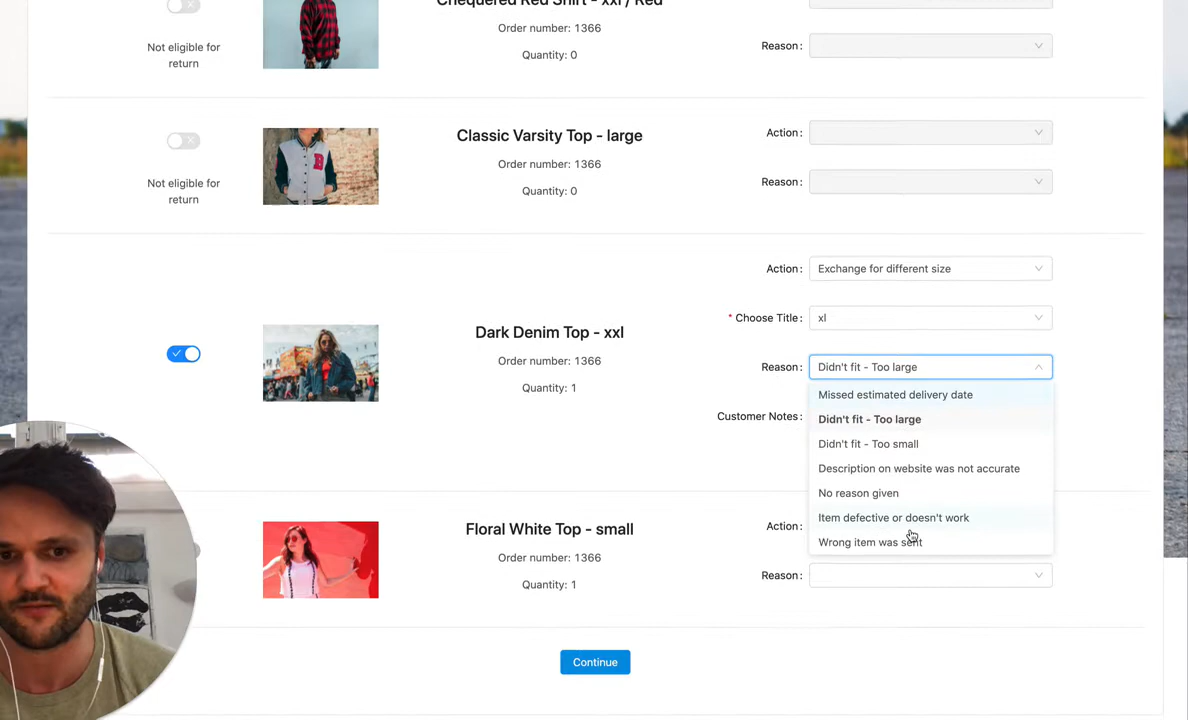 Chequered Red Shirt - xxl / Red
Order number: 1366
Quantity: 0
Not eligible for
return
Reason:
Classic Varsity Top - large
Order number: 1366
Quantity: 0
Not eligible for
return
Action:
Reason:
Dark Denim Top - xxl
Order number: 1366
Quantity: 1
Action:
Exchange for different size
* Choose Title:
xl
Reason:
Didn't fit - Too large
Customer Notes:
Missed estimated delivery date
Didn't fit - Too large
Didn't fit - Too small
Description on website was not accurate
No reason given
Item defective or doesn't work
Wrong item was sent
Floral White Top - small
Order number: 1366
Quantity: 1
Action
Reason:
Continue